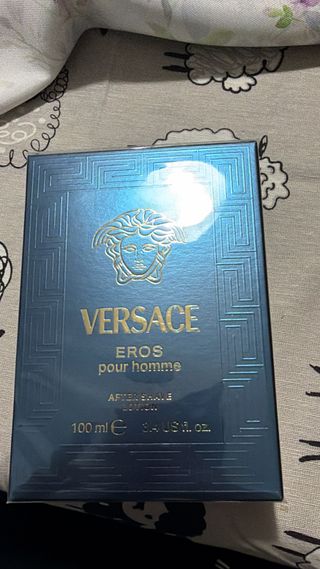 VERSACE
EROS
pour homme
AFTER SHAVE
LOTION
100 ml ℮ 3.4 US fl. oz.